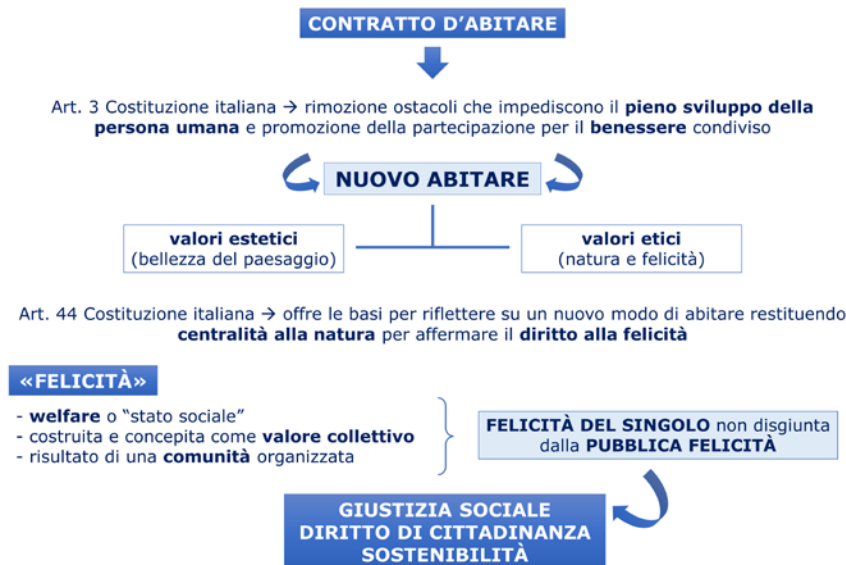 CONTRATTO D'ABITARE
Art. 3 Costituzione italiana → rimozione ostacoli che impediscono il pieno sviluppo della
persona umana e promozione della partecipazione per il benessere condiviso
NUOVO ABITARE
valori estetici
(bellezza del paesaggio)
valori etici
(natura e felicità)
Art. 44 Costituzione italiana → offre le basi per riflettere su un nuovo modo di abitare restituendo
centralità alla natura per affermare il diritto alla felicità
«FELICITÀ»
- welfare o “stato sociale”
- costruita e concepita come valore collettivo
- risultato di una comunità organizzata
FELICITÀ DEL SINGOLO non disgiunta
dalla PUBBLICA FELICITÀ
GIUSTIZIA SOCIALE
DIRITTO DI CITTADINANZA
SOSTENIBILITÀ